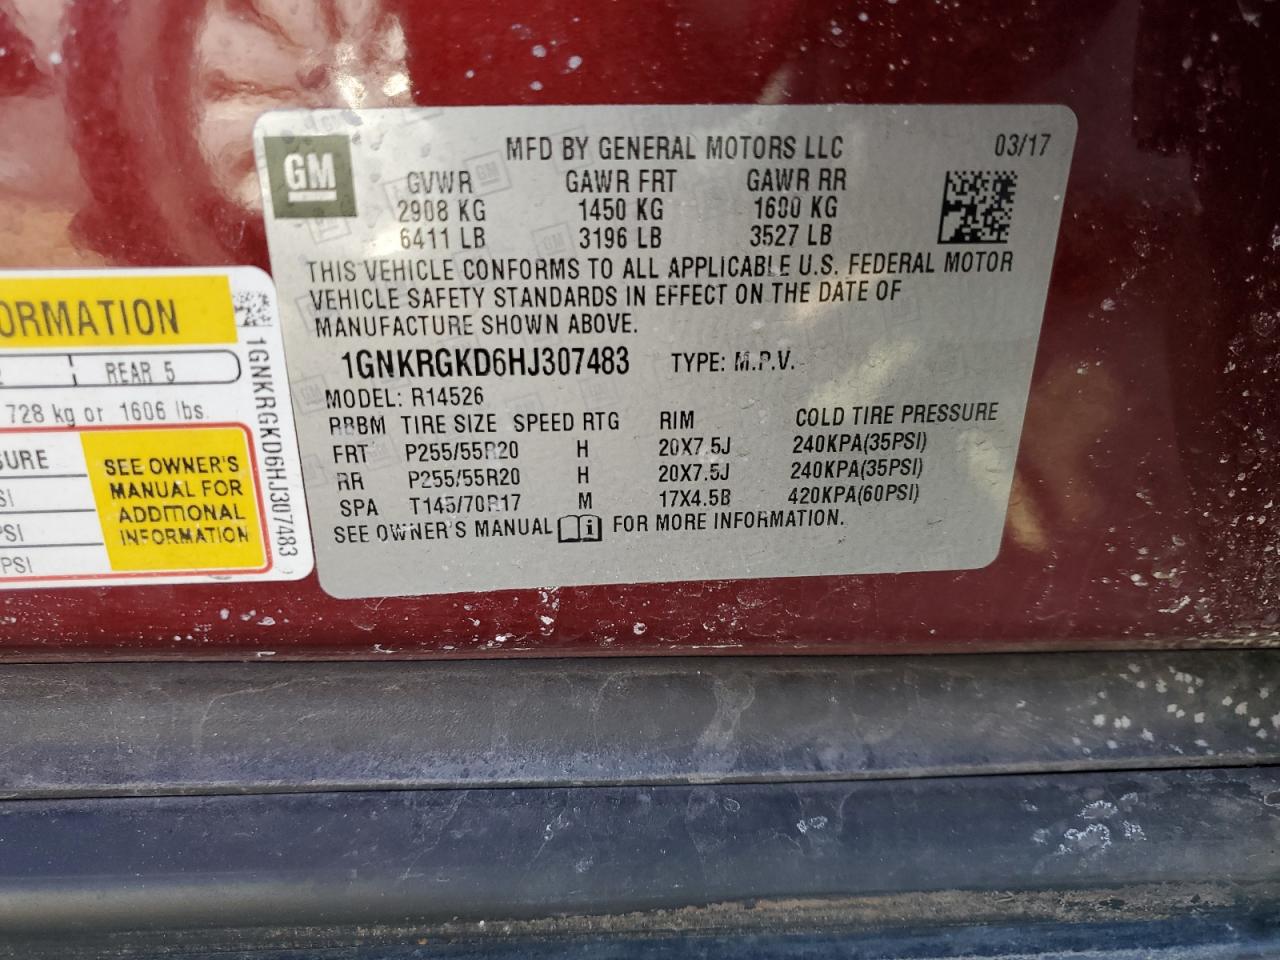 GM
MFD BY GENERAL MOTORS LLC 03/17
GVWR GAWR FRT GAWR RR
2908 KG 1450 KG 1600 KG
6411 LB 3196 LB 3527 LB
THIS VEHICLE CONFORMS TO ALL APPLICABLE U.S. FEDERAL MOTOR
VEHICLE SAFETY STANDARDS IN EFFECT ON THE DATE OF
MANUFACTURE SHOWN ABOVE.
1GNKRGKD6HJ307483 TYPE: M.P.V.
MODEL: R14526
RRBM TIRE SIZE SPEED RTG RIM COLD TIRE PRESSURE
FRT P255/55R20 H 20X7.5J 240KPA(35PSI)
RR P255/55R20 H 20X7.5J 240KPA(35PSI)
SPA T145/70R17 M 17X4.5B 420KPA(60PSI)
SEE OWNER'S MANUAL FOR MORE INFORMATION.
ORMATION
REAR 5
728 kg or 1606 lbs.
SURE
SI
PSI
PSI
SEE OWNER'S
MANUAL FOR
ADDITIONAL
INFORMATION
1GNKRGKD6HJ307483